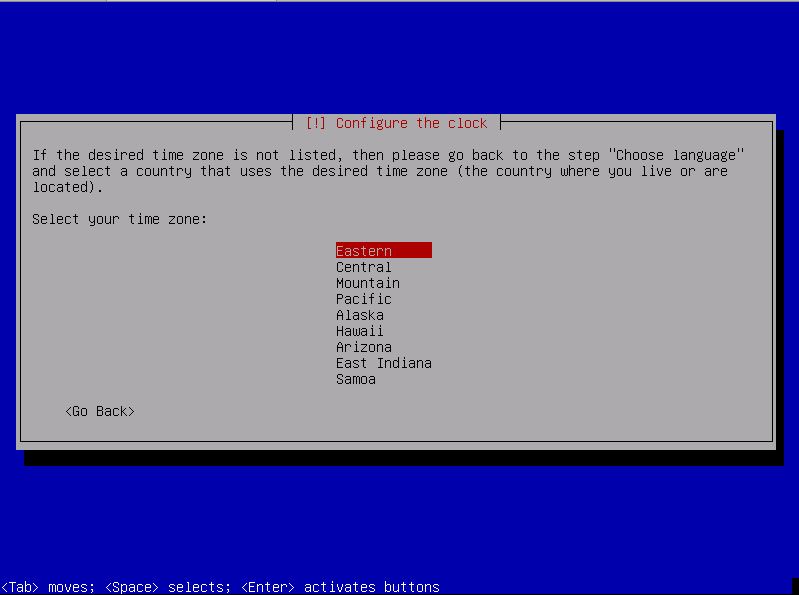 [!] Configure the clock
If the desired time zone is not listed, then please go back to the step "Choose language"
and select a country that uses the desired time zone (the country where you live or are
located).
Select your time zone:
Eastern
Central
Mountain
Pacific
Alaska
Hawaii
Arizona
East Indiana
Samoa
<Go Back>
<Tab> moves; <Space> selects; <Enter> activates buttons